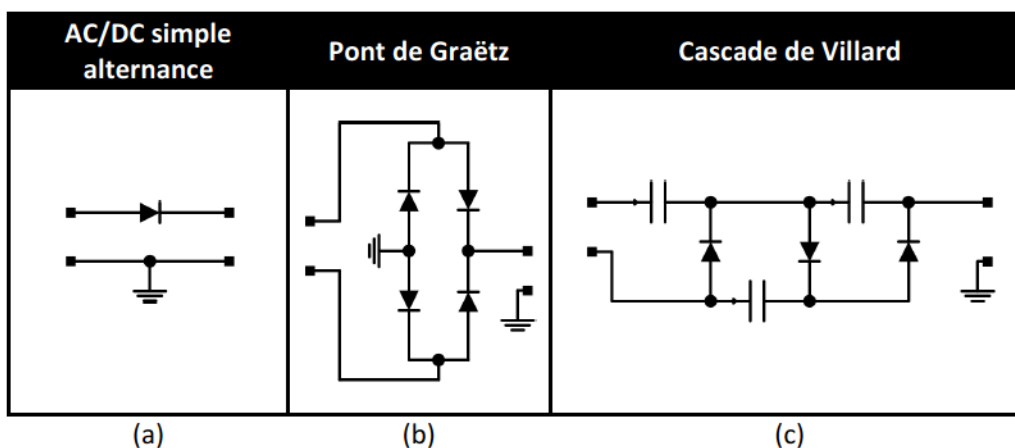 AC/DC simple
alternance
Pont de Graëtz
Cascade de Villard
(a)
(b)
(c)